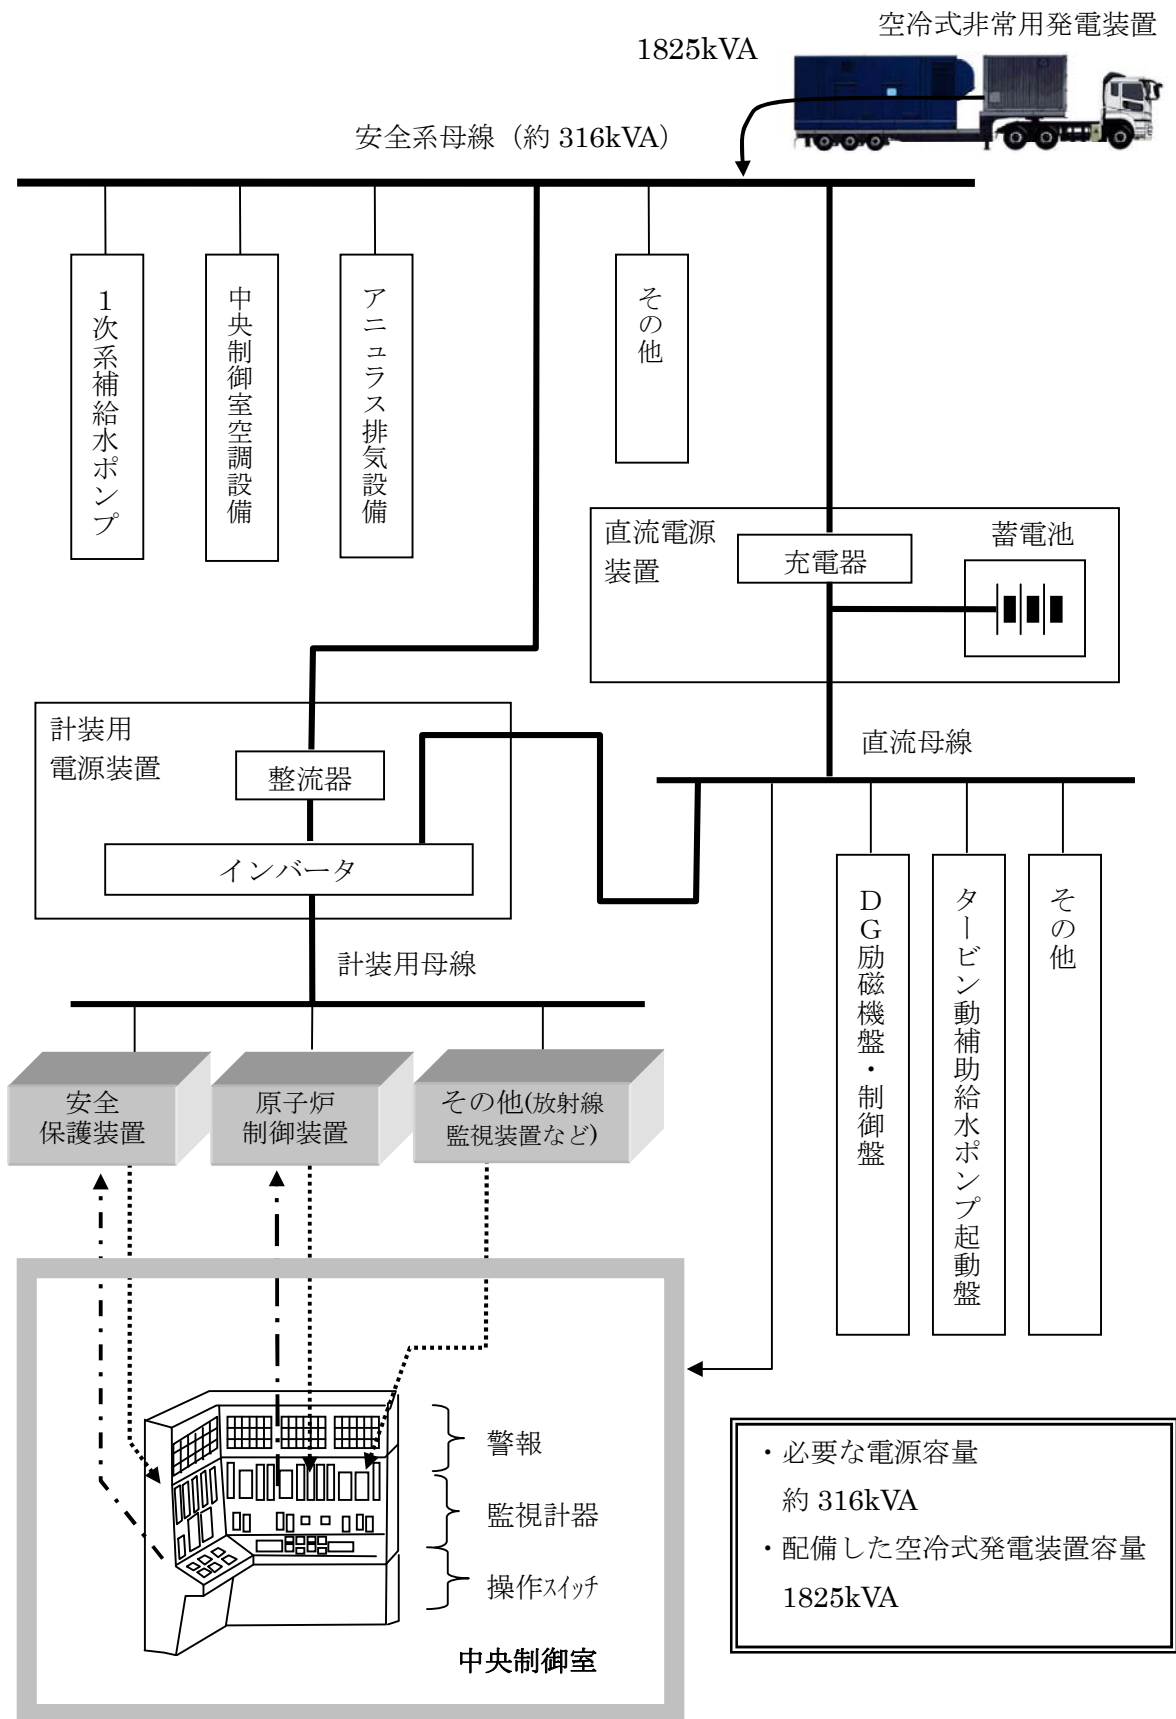 空冷式非常用発電装置
1825kVA
安全系母線（約 316kVA）
１次系補給水ポンプ
中央制御室空調設備
アニュラス排気設備
その他
直流電源
装置
充電器
蓄電池
計装用
電源装置
整流器
インバータ
直流母線
計装用母線
ＤＧ励磁機盤・制御盤
タービン動補助給水ポンプ起動盤
その他
安全
保護装置
原子炉
制御装置
その他(放射線
監視装置など)
警報
監視計器
操作ｽｲｯﾁ
中央制御室
・必要な電源容量
約 316kVA
・配備した空冷式発電装置容量
1825kVA